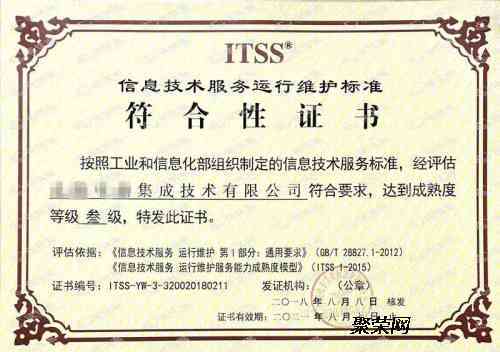 ITSS®
信息技术服务运行维护标准
符合性证书
按照工业和信息化部组织制定的信息技术服务标准，经评估
集成技术有限公司符合要求，达到成熟度
等级 叁 级，特发此证书。
评估依据：《信息技术服务 运行维护 第1部分：通用要求》（GB/T 28827.1-2012）
《信息技术服务 运行维护服务能力成熟度模型》（ITSS.1-2015）
证书编号：ITSS-YW-3-320020180211 发证机构：（公章）
二〇一八年 八月 八日 核发
证书有效期：二〇二一年 八月
聚荣网